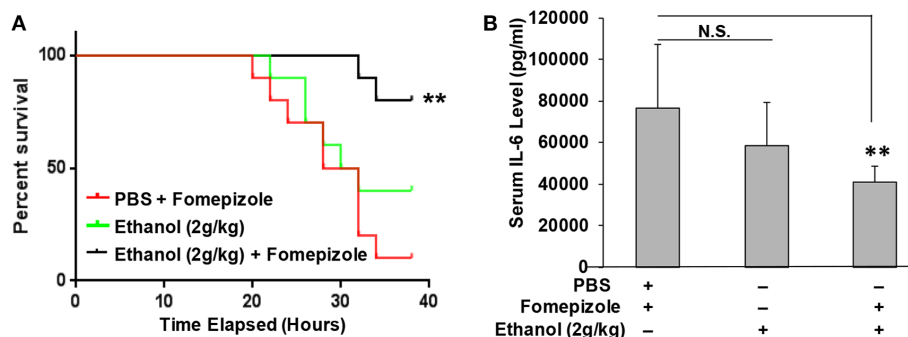 A
Percent survival
100
50
0
**
PBS + Fomepizole
Ethanol (2g/kg)
Ethanol (2g/kg) + Fomepizole
0 10 20 30 40
Time Elapsed (Hours)
B
Serum IL-6 Level (pg/ml)
120000
100000
80000
60000
40000
20000
0
N.S.
**
PBS + – –
Fomepizole + – +
Ethanol (2g/kg) – + +